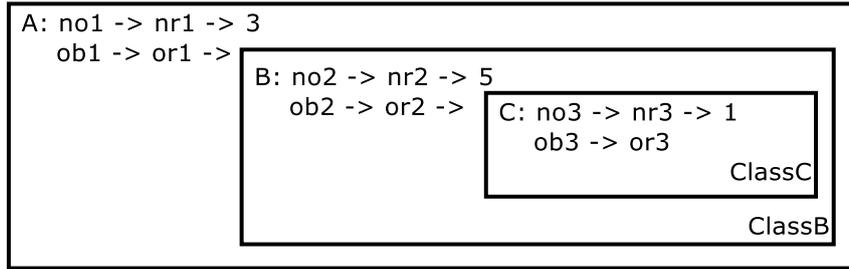 A: no1 -> nr1 -> 3
ob1 -> or1 ->
B: no2 -> nr2 -> 5
ob2 -> or2 ->
C: no3 -> nr3 -> 1
ob3 -> or3
ClassC
ClassB